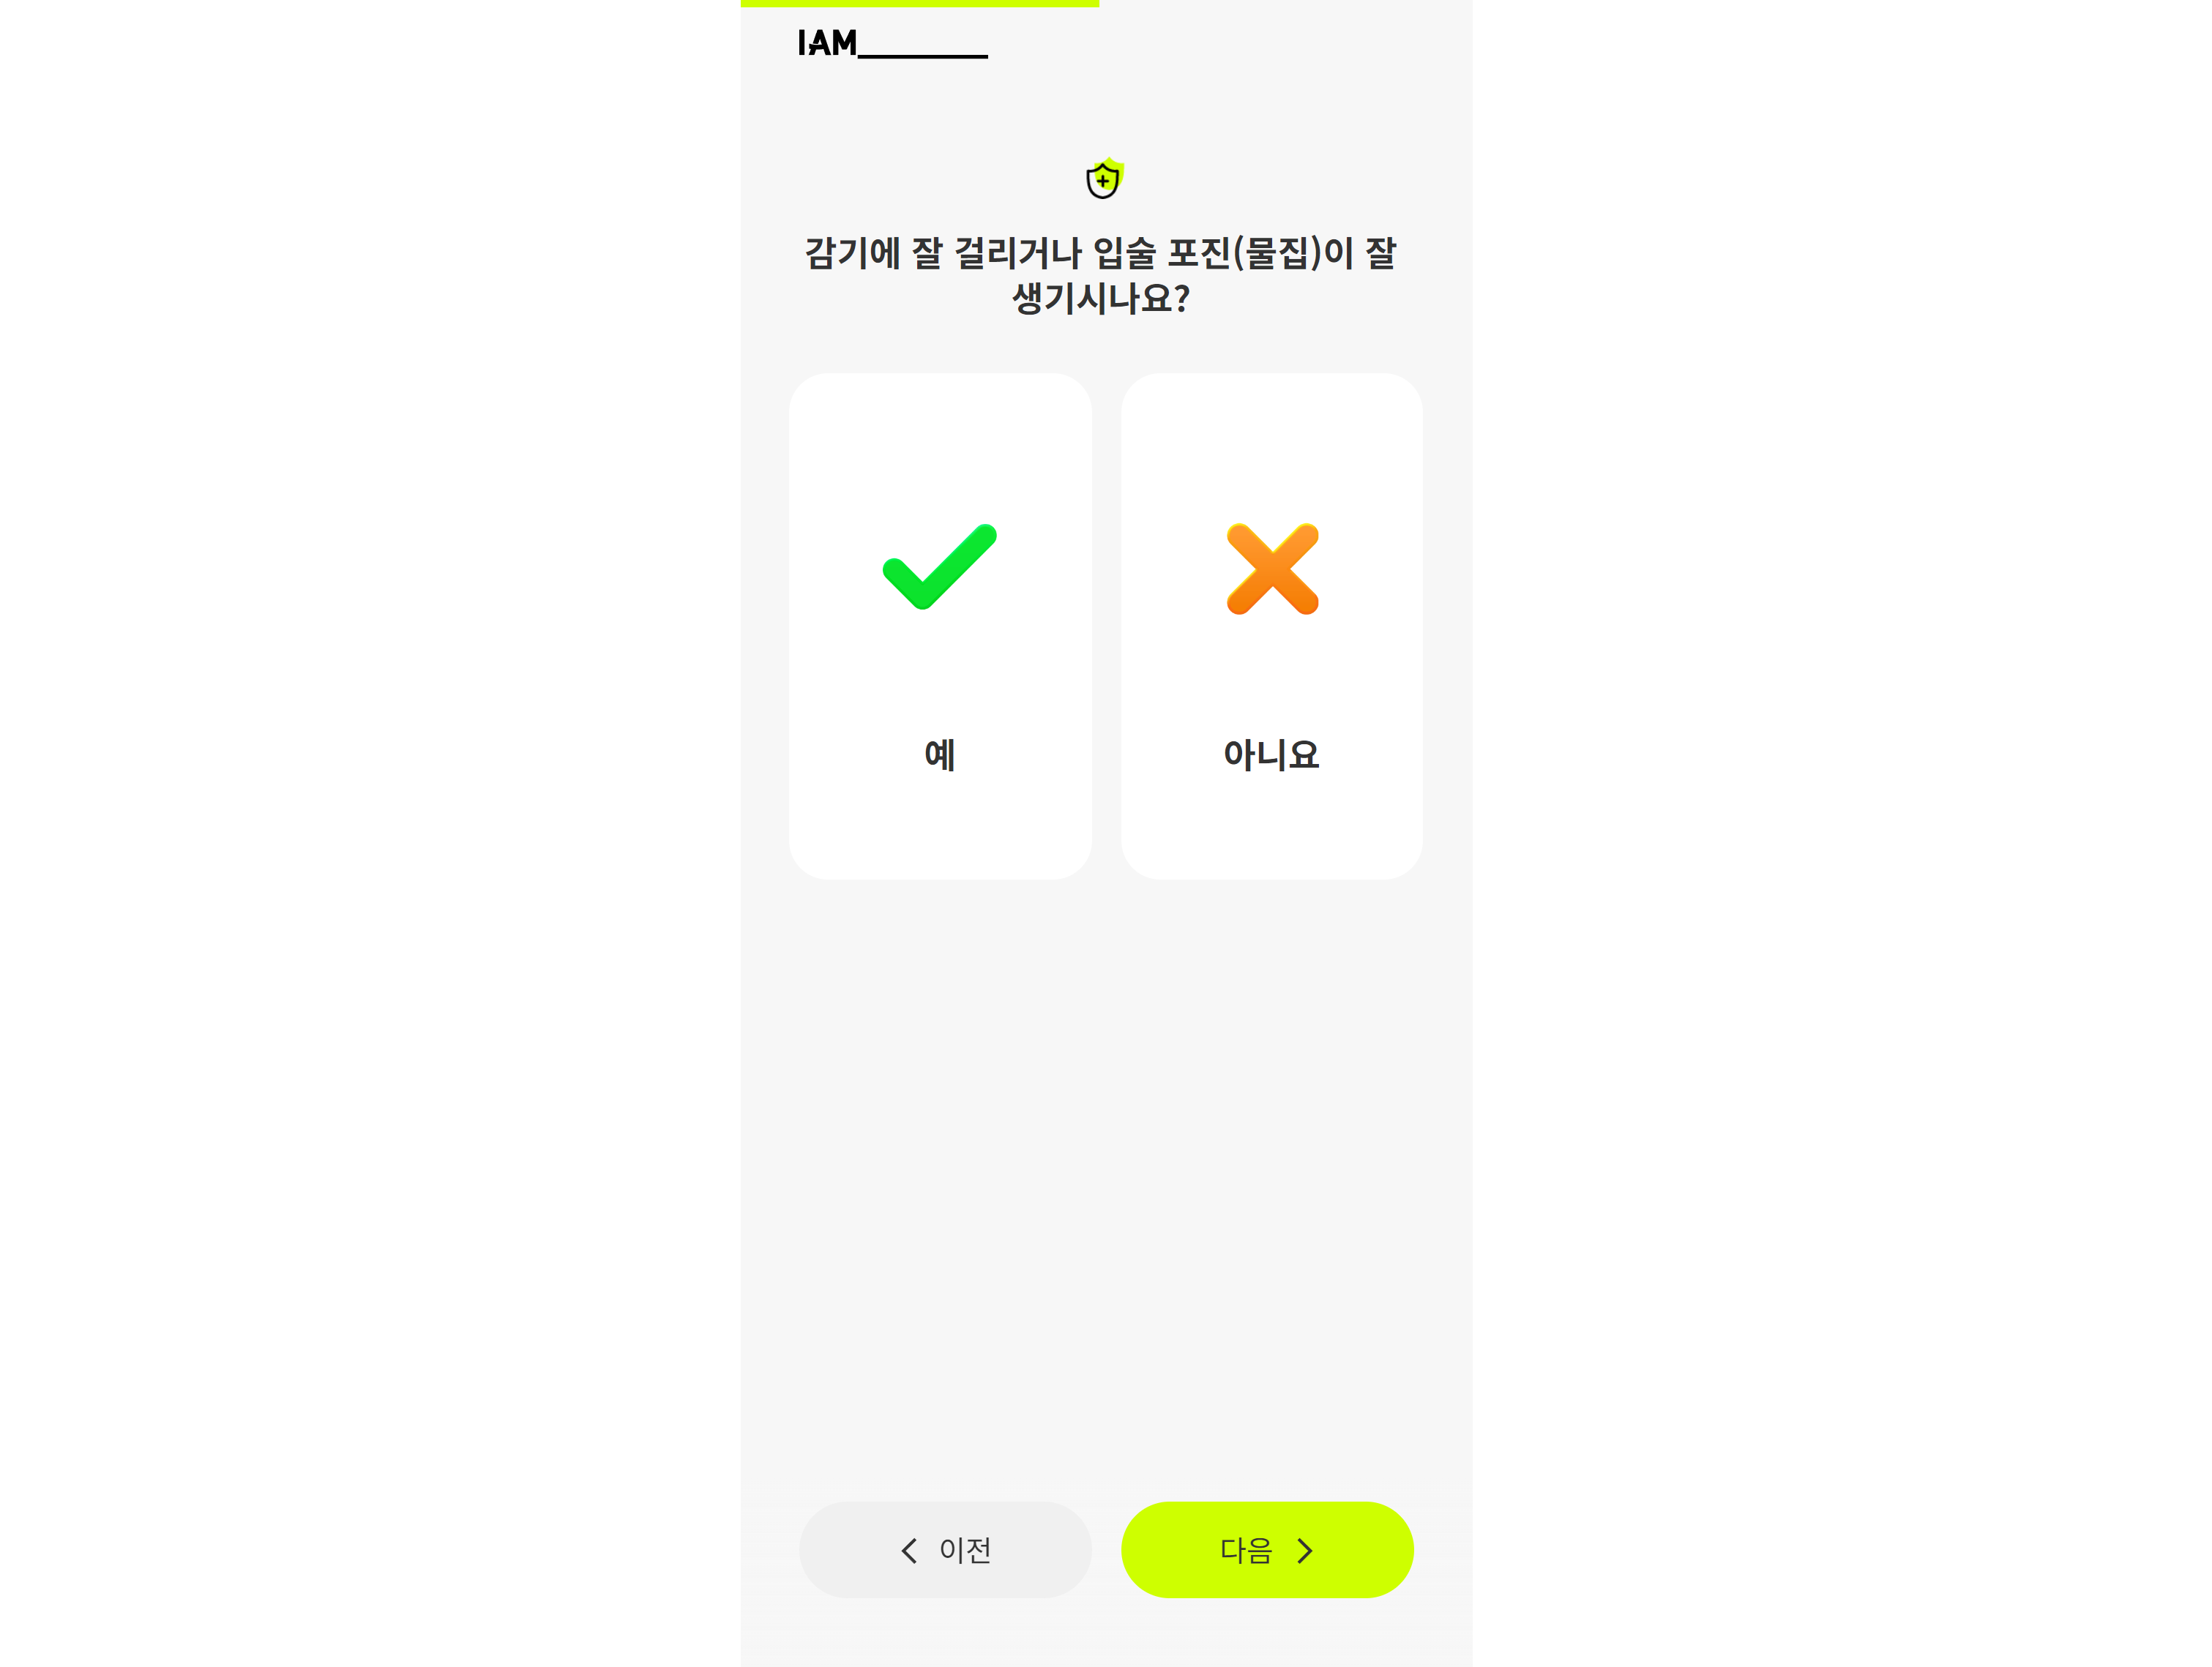 IAM
감기에 잘 걸리거나 입술 포진(물집)이 잘
생기시나요?
예
아니요
이전
다음